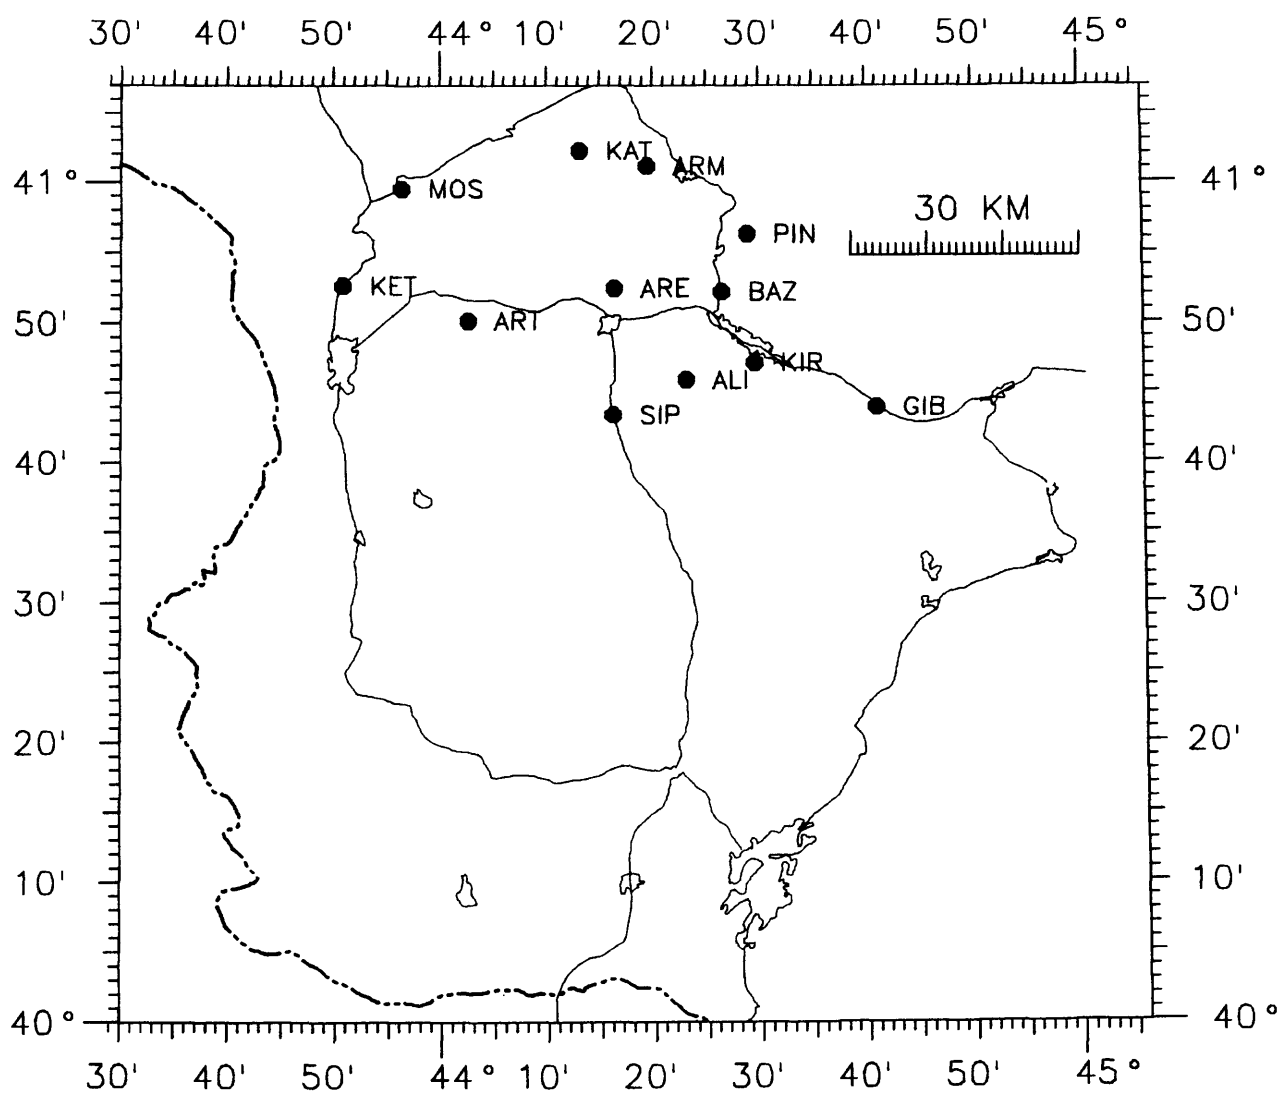 30' 40' 50' 44° 10' 20' 30' 50' 45°
KAT ARM
41° MOS 41°
30 KM
PIN
KET ARE BAZ
50' ART 50'
KIR
ALI
SIP GIB
40' 40'
30' 30'
20' 20'
10' 10'
40° 40°
30' 40' 50' 44° 10' 20' 30' 40' 50' 45°